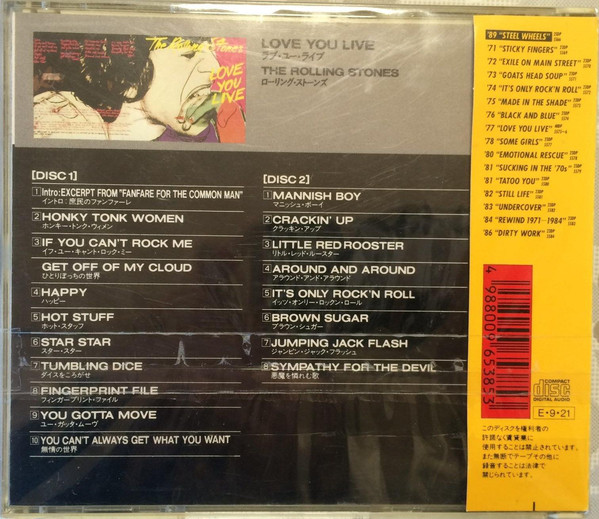 The Rolling Stones
LOVE
YOU
LIVE
LOVE YOU LIVE
ラブ・ユー・ライブ
THE ROLLING STONES
ローリング・ストーンズ
[DISC 1]
1 Intro:EXCERPT FROM "FANFARE FOR THE COMMON MAN"
イントロ:庶民のファンファーレ
2 HONKY TONK WOMEN
ホンキー・トンク・ウィメン
3 IF YOU CAN'T ROCK ME
イフ・ユー・キャント・ロック・ミー
GET OFF OF MY CLOUD
ひとりぼっちの世界
4 HAPPY
ハッピー
5 HOT STUFF
ホット・スタッフ
6 STAR STAR
スター・スター
7 TUMBLING DICE
ダイスをころがせ
8 FINGERPRINT FILE
フィンガープリント・ファイル
9 YOU GOTTA MOVE
ユー・ガッタ・ムーヴ
10 YOU CAN'T ALWAYS GET WHAT YOU WANT
無情の世界
[DISC 2]
1 MANNISH BOY
マニッシュ・ボーイ
2 CRACKIN' UP
クラッキン・アップ
3 LITTLE RED ROOSTER
リトル・レッド・ルースター
4 AROUND AND AROUND
アラウンド・アンド・アラウンド
5 IT'S ONLY ROCK'N ROLL
イッツ・オンリー・ロックン・ロール
6 BROWN SUGAR
ブラウン・シュガー
7 JUMPING JACK FLASH
ジャンピン・ジャック・フラッシュ
8 SYMPATHY FOR THE DEVIL
悪魔を憐れむ歌
'89 "STEEL WHEELS"
'71 "STICKY FINGERS"
'72 "EXILE ON MAIN STREET"
'73 "GOATS HEAD SOUP"
'74 "IT'S ONLY ROCK'N ROLL"
'75 "MADE IN THE SHADE"
'76 "BLACK AND BLUE"
'77 "LOVE YOU LIVE"
'78 "SOME GIRLS"
'80 "EMOTIONAL RESCUE"
'81 "SUCKING IN THE '70s"
'81 "TATOO YOU"
'82 "STILL LIFE"
'83 "UNDERCOVER"
'84 "REWIND 1971—1984"
'86 "DIRTY WORK"
4 988009 653853
COMPACT
disc
DIGITAL AUDIO
E・9・21
このディスクを権利者の
許諾なく賃貸業に
使用することは禁止されています。
また無断でテープその他に
録音することは法律で
禁じられています。